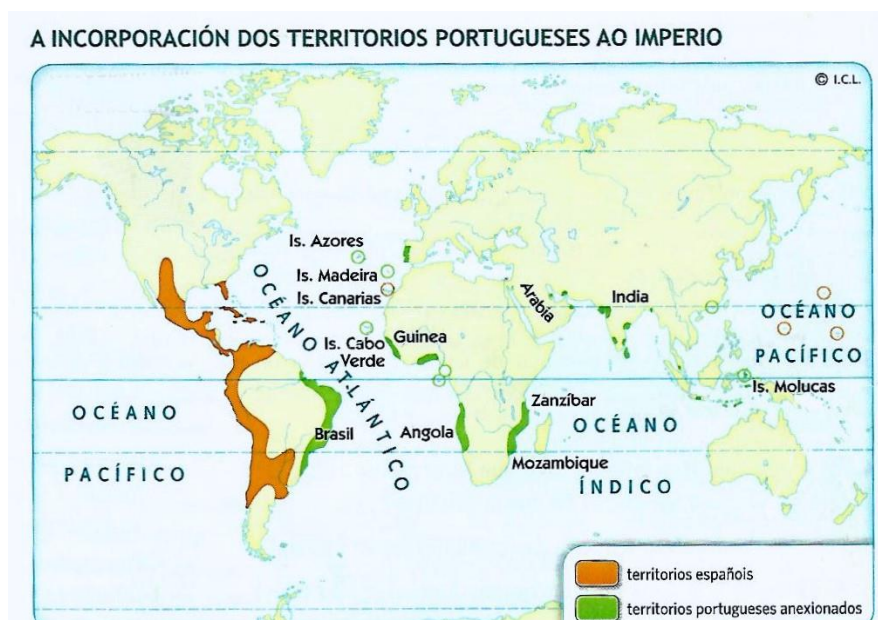 A INCORPORACIÓN DOS TERRITORIOS PORTUGUESES AO IMPERIO
© I.C.L.
Is. Azores
Is. Madeira
Is. Canarias
OCÉANO ATLÁNTICO
Is. Cabo
Verde
Guinea
Arabia
India
OCÉANO
PACÍFICO
Is. Molucas
OCÉANO
PACÍFICO
Brasil
Angola
Zanzíbar
Mozambique
OCÉANO
ÍNDICO
territorios españois
territorios portugueses anexionados